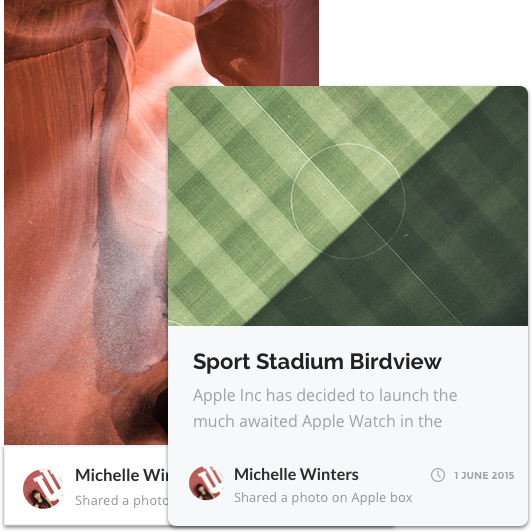 Sport Stadium Birdview
Apple Inc has decided to launch the
much awaited Apple Watch in the
Michelle Winters
1 JUNE 2015
Shared a photo on Apple box
Michelle Win
Shared a photo